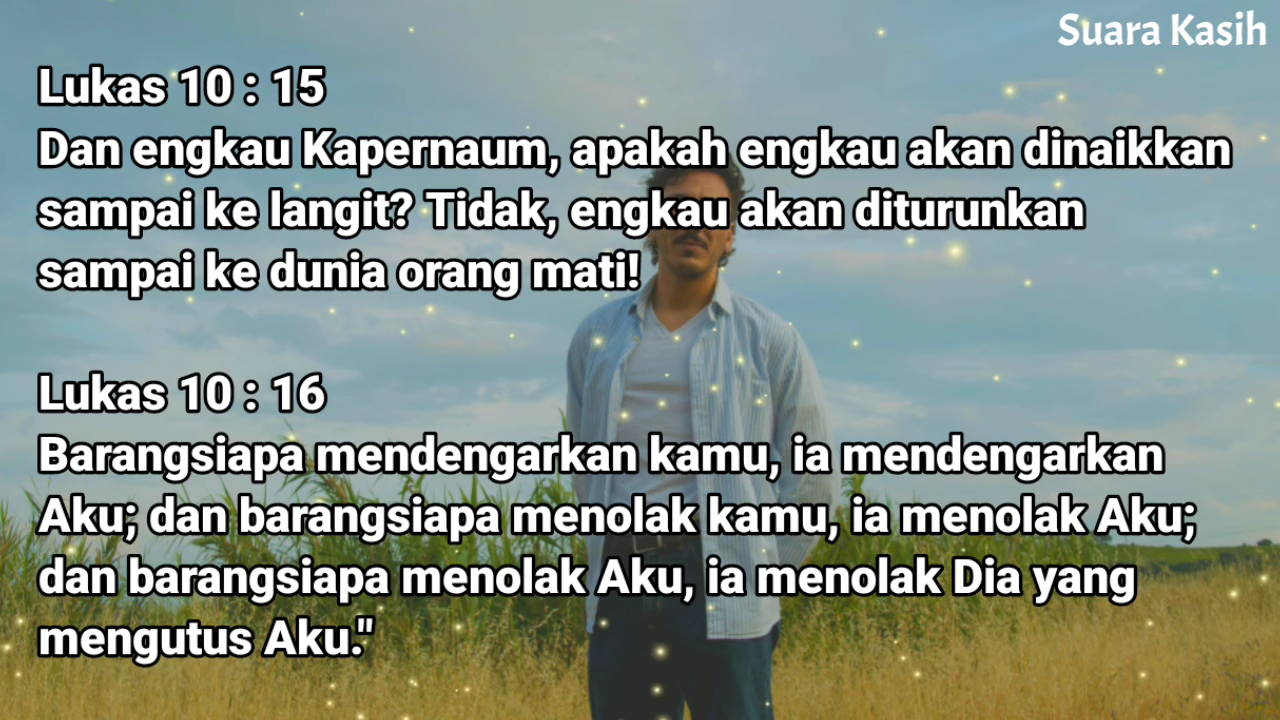 Suara Kasih
Lukas 10 : 15
Dan engkau Kapernaum, apakah engkau akan dinaikkan
sampai ke langit? Tidak, engkau akan diturunkan
sampai ke dunia orang mati!
Lukas 10 : 16
Barangsiapa mendengarkan kamu, ia mendengarkan
Aku; dan barangsiapa menolak kamu, ia menolak Aku;
dan barangsiapa menolak Aku, ia menolak Dia yang
mengutus Aku."